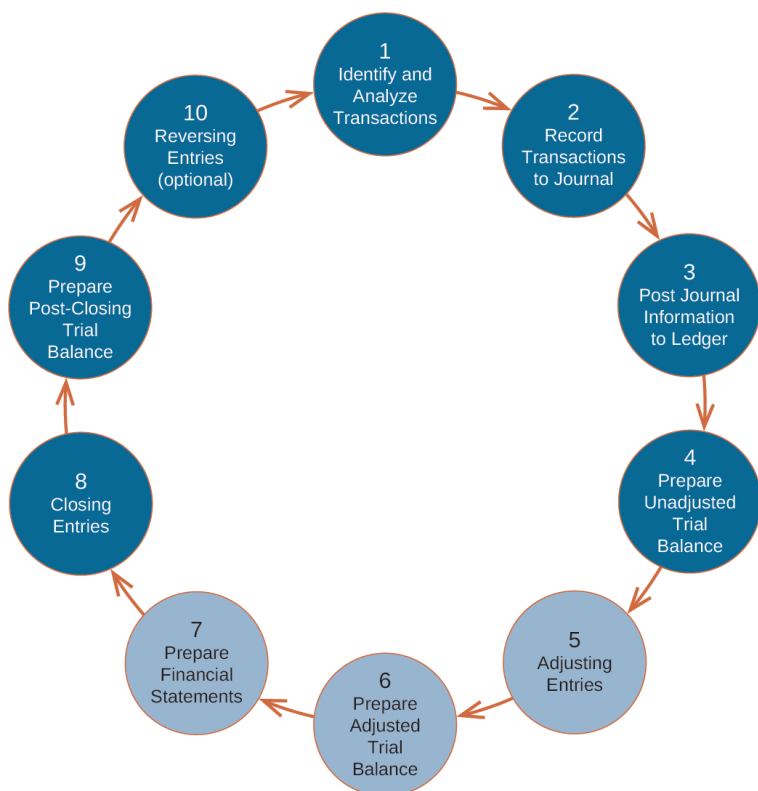 1
Identify and
Analyze
Transactions
2
Record
Transactions
to Journal
3
Post Journal
Information
to Ledger
4
Prepare
Unadjusted
Trial
Balance
5
Adjusting
Entries
6
Prepare
Adjusted
Trial
Balance
7
Prepare
Financial
Statements
8
Closing
Entries
9
Prepare
Post-Closing
Trial
Balance
10
Reversing
Entries
(optional)